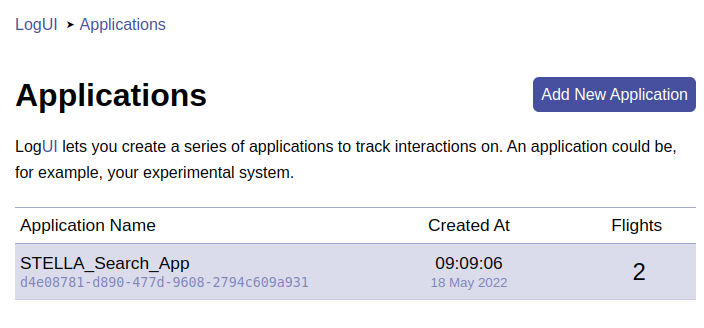 LogUI ➤ Applications
Applications
Add New Application
LogUI lets you create a series of applications to track interactions on. An application could be,
for example, your experimental system.
Application Name Created At Flights
STELLA_Search_App 09:09:06 2
d4e08781-d890-477d-9608-2794c609a931 18 May 2022